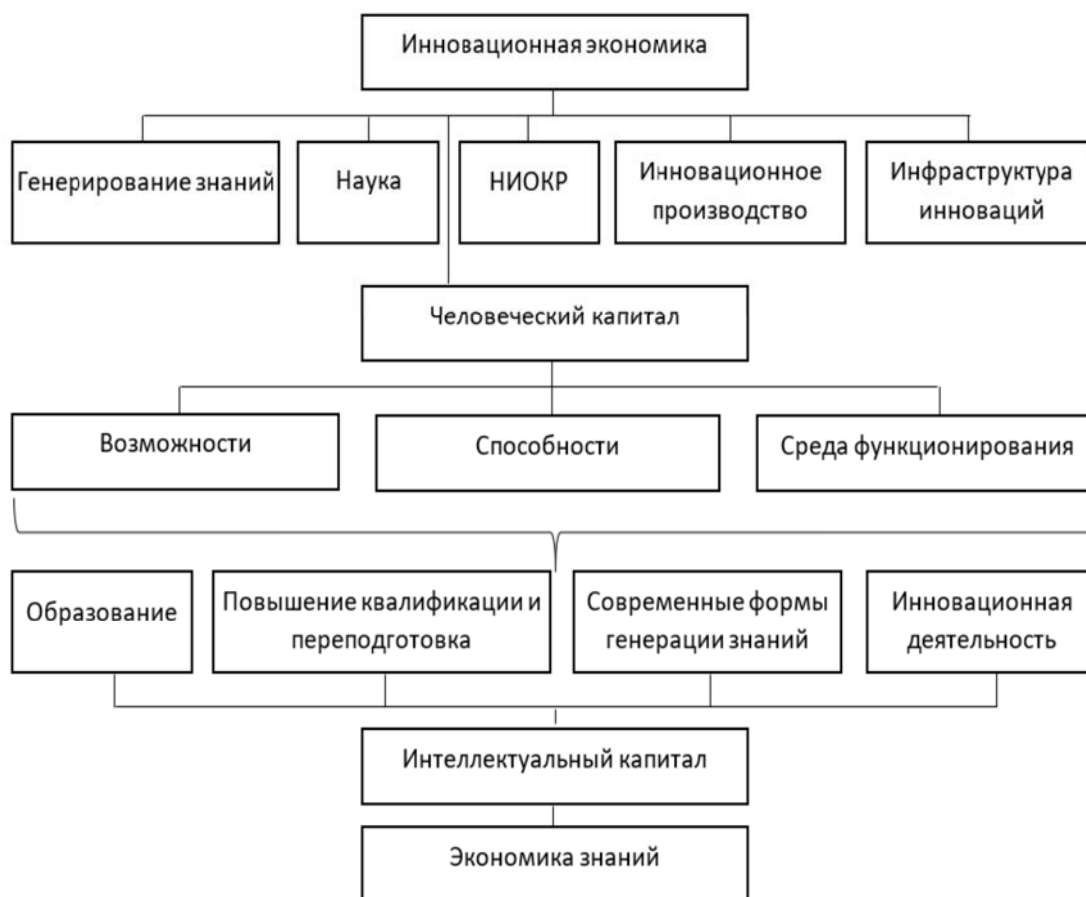 Инновационная экономика
Генерирование знаний
Наука
НИОКР
Инновационное
производство
Инфраструктура
инноваций
Человеческий капитал
Возможности
Способности
Среда функционирования
Образование
Повышение квалификации и
переподготовка
Современные формы
генерации знаний
Инновационная
деятельность
Интеллектуальный капитал
Экономика знаний